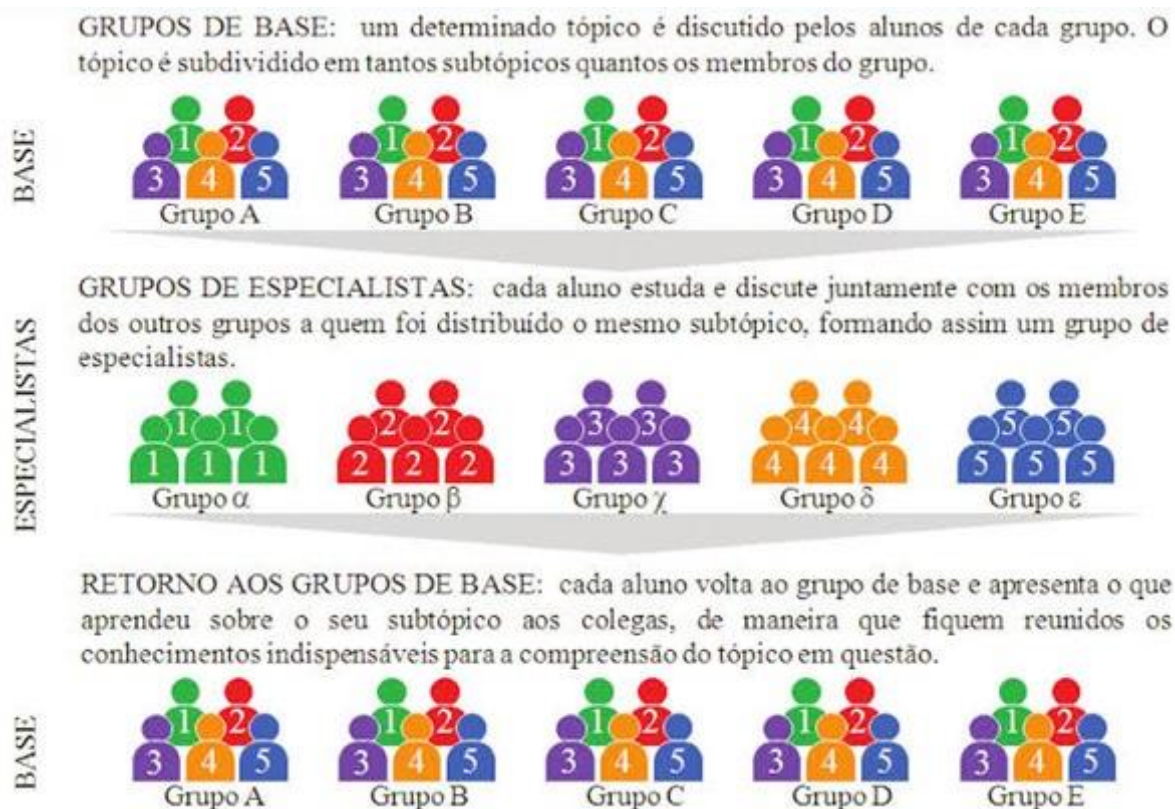 GRUPOS DE BASE: um determinado tópico é discutido pelos alunos de cada grupo. O
tópico é subdividido em tantos subtópicos quantos os membros do grupo.
BASE
1 2 1 2 1 2 1 2 1 2
3 4 5 3 4 5 3 4 5 3 4 5 3 4 5
Grupo A Grupo B Grupo C Grupo D Grupo E
GRUPOS DE ESPECIALISTAS: cada aluno estuda e discute juntamente com os membros
dos outros grupos a quem foi distribuído o mesmo subtópico, formando assim um grupo de
especialistas.
ESPECIALISTAS
1 1 2 2 3 3 4 4 5 5
1 1 1 2 2 2 3 3 3 4 4 4 5 5 5
Grupo α Grupo β Grupo χ Grupo δ Grupo ε
RETORNO AOS GRUPOS DE BASE: cada aluno volta ao grupo de base e apresenta o que
aprendeu sobre o seu subtópico aos colegas, de maneira que fiquem reunidos os
conhecimentos indispensáveis para a compreensão do tópico em questão.
BASE
1 2 1 2 1 2 1 2 1 2
3 4 5 3 4 5 3 4 5 3 4 5 3 4 5
Grupo A Grupo B Grupo C Grupo D Grupo E